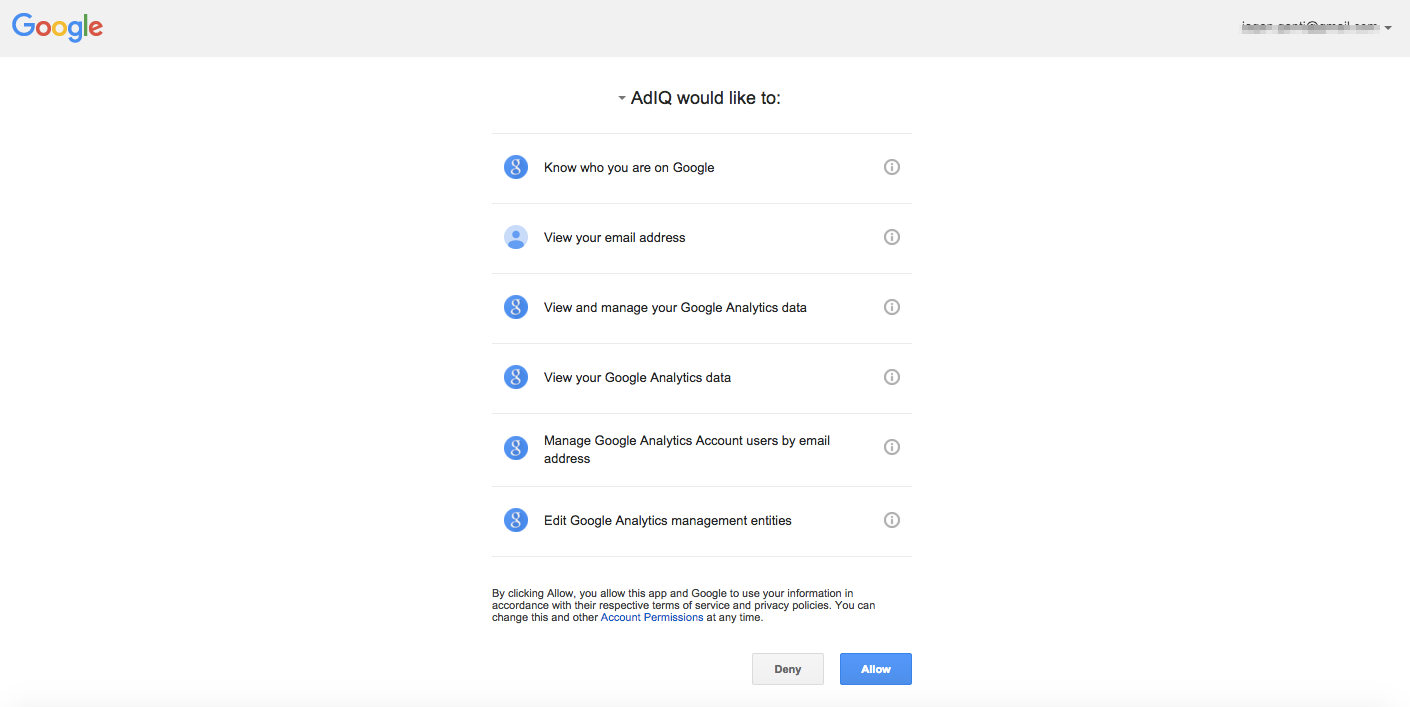 Google
AdIQ would like to:
Know who you are on Google
View your email address
View and manage your Google Analytics data
View your Google Analytics data
Manage Google Analytics Account users by email
address
Edit Google Analytics management entities
By clicking Allow, you allow this app and Google to use your information in
accordance with their respective terms of service and privacy policies. You can
change this and other Account Permissions at any time.
Deny
Allow